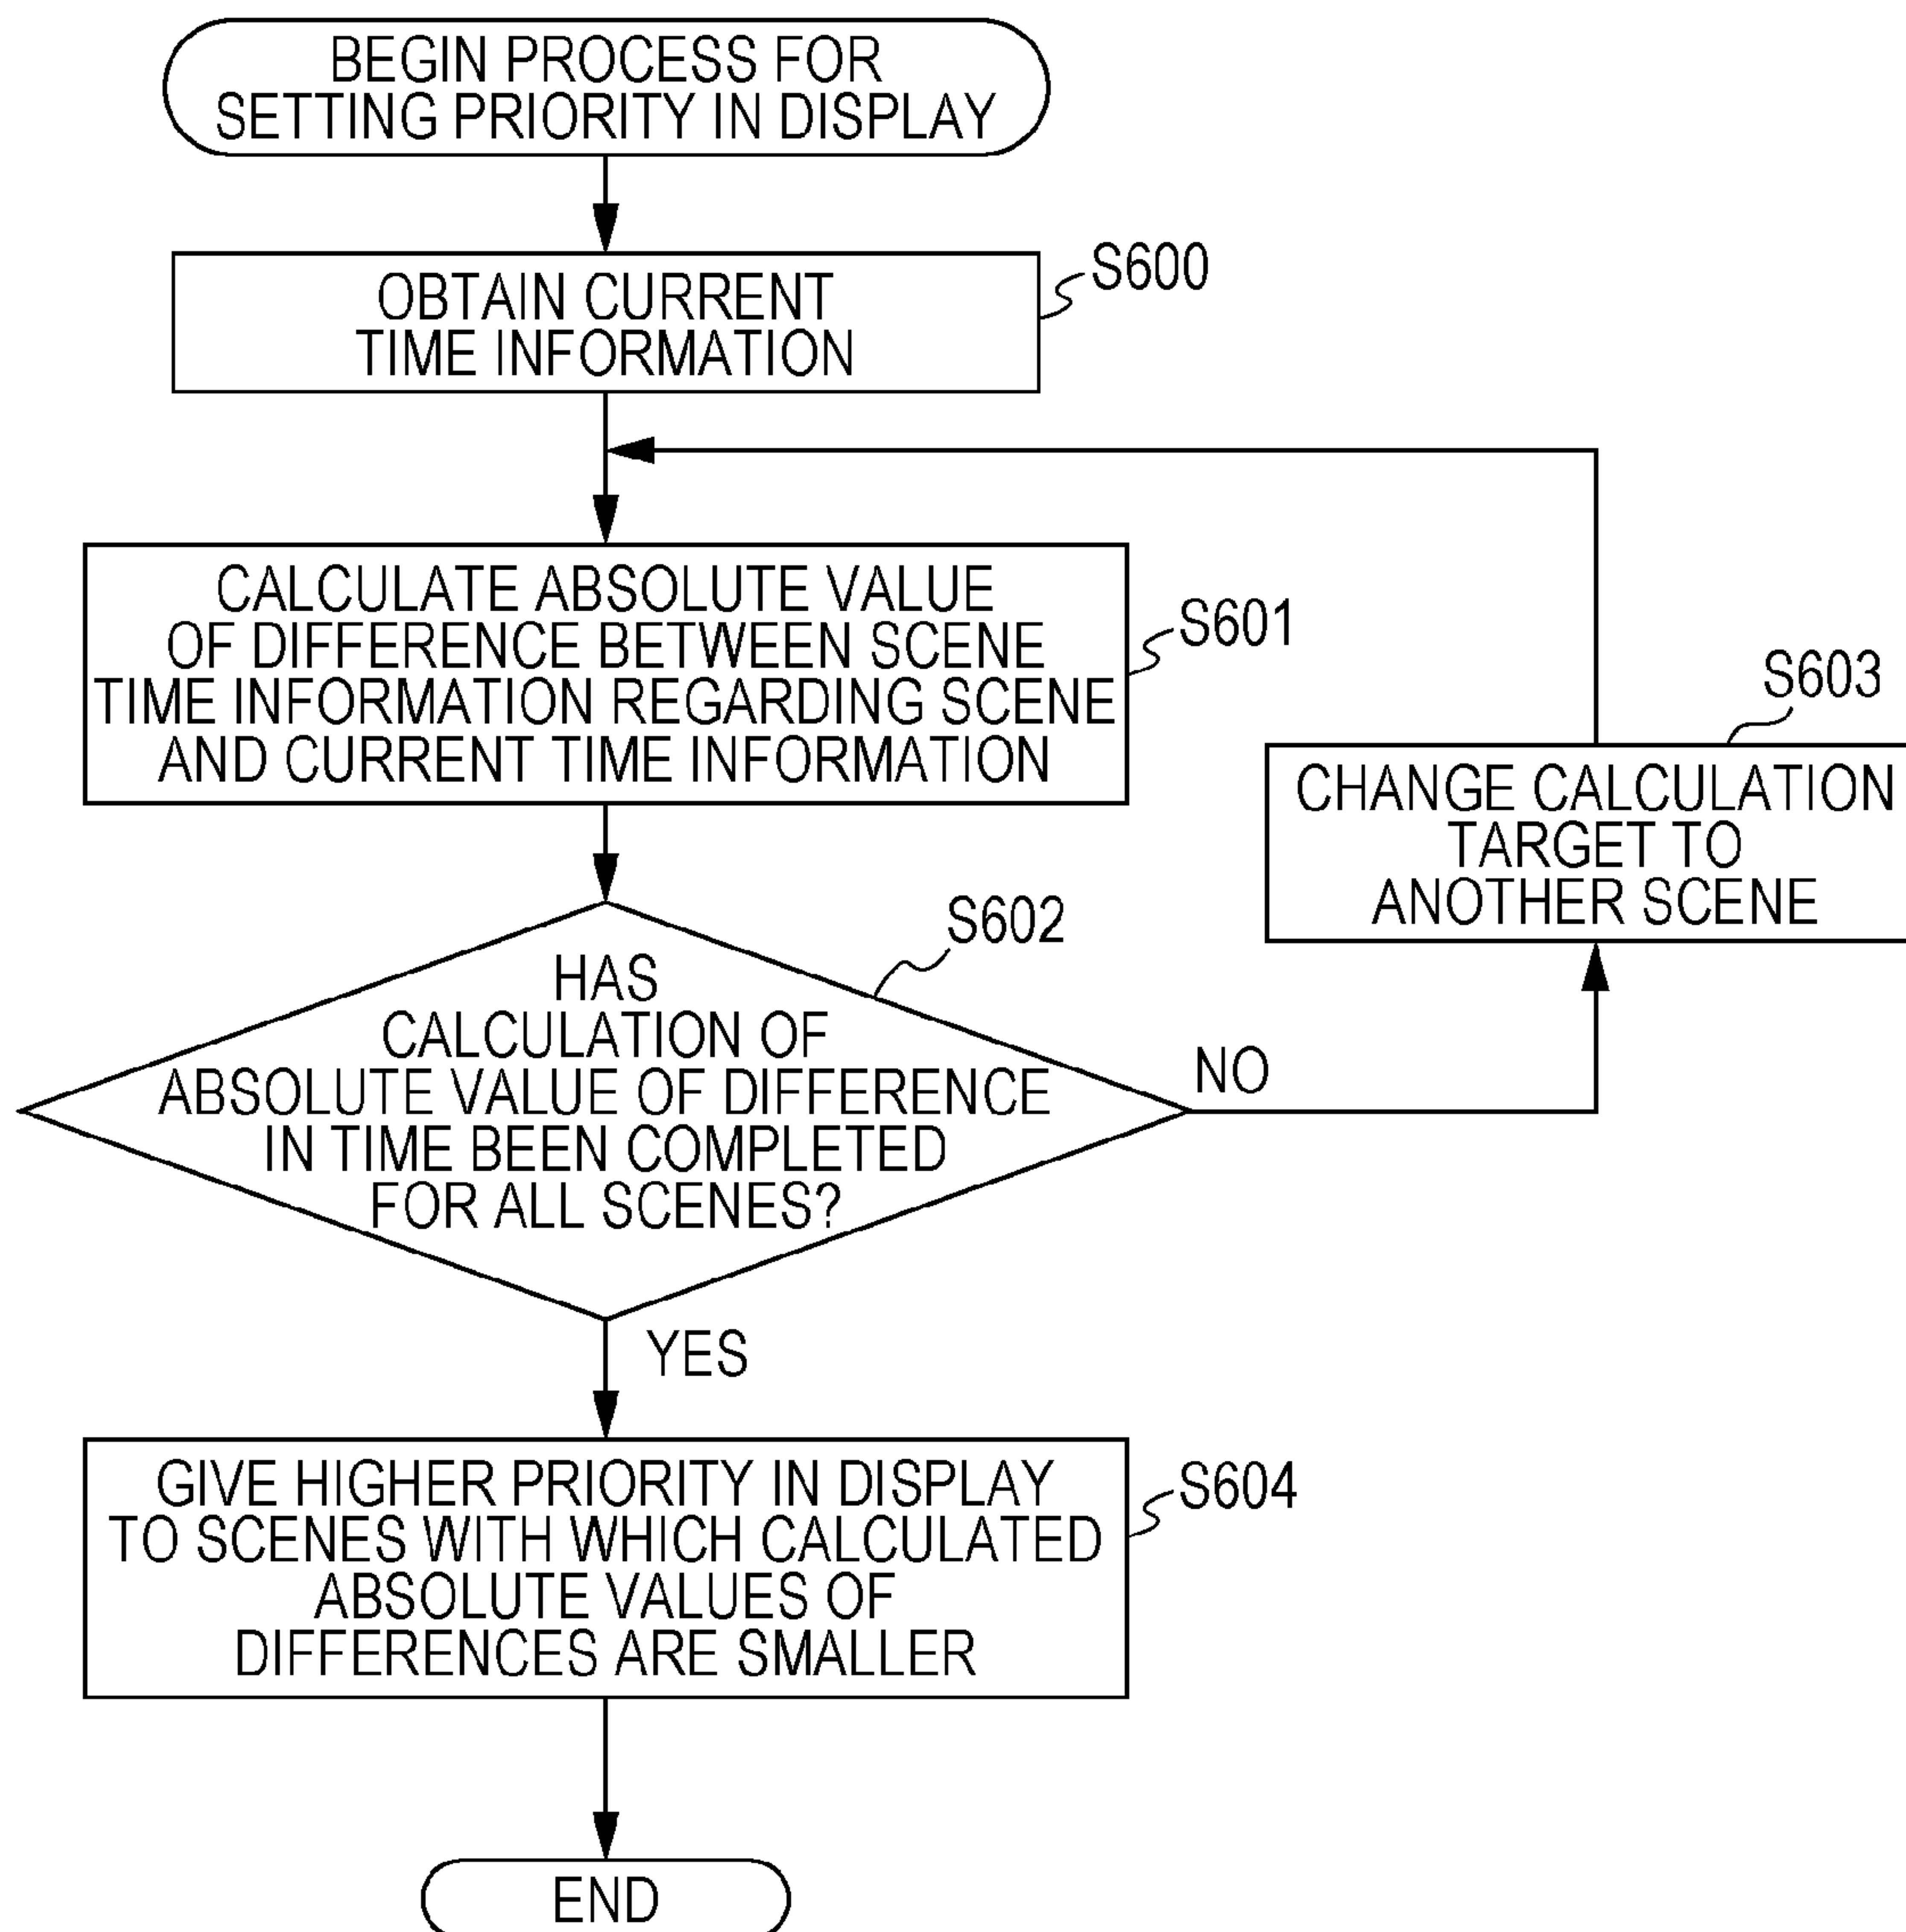 BEGIN PROCESS FOR
SETTING PRIORITY IN DISPLAY
S600
OBTAIN CURRENT
TIME INFORMATION
S601
CALCULATE ABSOLUTE VALUE
OF DIFFERENCE BETWEEN SCENE
TIME INFORMATION REGARDING SCENE
AND CURRENT TIME INFORMATION
S603
CHANGE CALCULATION
TARGET TO
ANOTHER SCENE
S602
HAS
CALCULATION OF
ABSOLUTE VALUE OF DIFFERENCE
IN TIME BEEN COMPLETED
FOR ALL SCENES?
NO
YES
S604
GIVE HIGHER PRIORITY IN DISPLAY
TO SCENES WITH WHICH CALCULATED
ABSOLUTE VALUES OF
DIFFERENCES ARE SMALLER
END